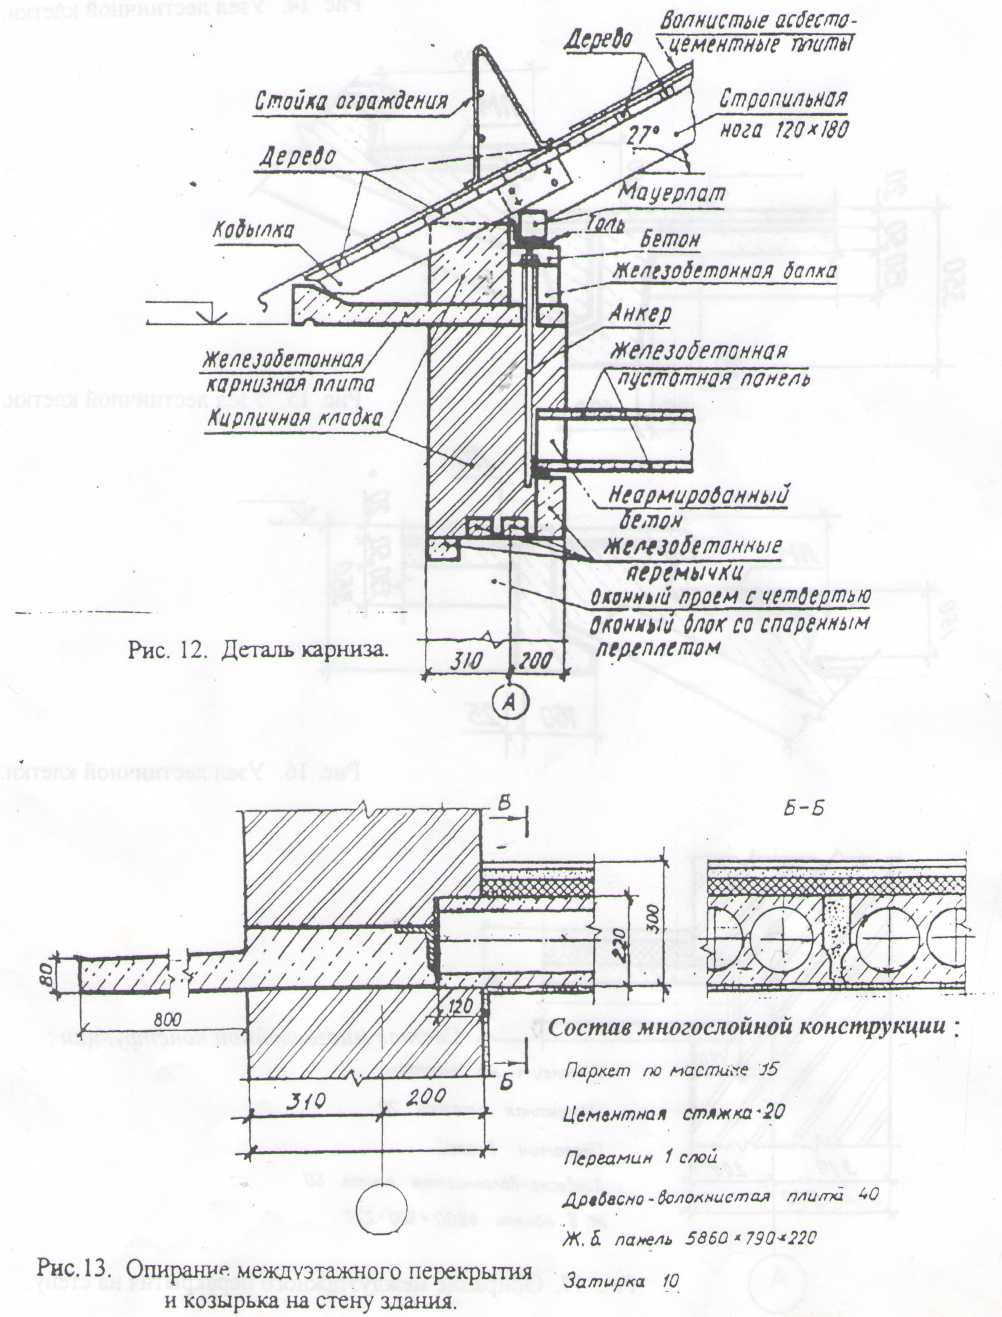 Волнистые асбесто-
цементные плиты
Дерево
Стойка ограждения
Стропильная
нога 120×180
27°
Дерево
Мауерлат
Толь
Кобылка
Бетон
Железобетонная балка
Анкер
Железобетонная
карнизная плита
Железобетонная
пустотная панель
Кирпичная кладка
Неармированный
бетон
Железобетонные
перемычки
Оконный проем с четвертью
Оконный блок со спаренным
переплетом
310 200
А
Рис. 12. Деталь карниза.
Б
Б-Б
80
800
120
220
300
Б
310 200
Состав многослойной конструкции :
Паркет по мастике 15
Цементная стяжка-20
Пергамин 1 слой
Древесно-волокнистая плита 40
Ж.б. панель 5860×790×220
Затирка 10
Рис.13. Опирание междуэтажного перекрытия
и козырька на стену здания.